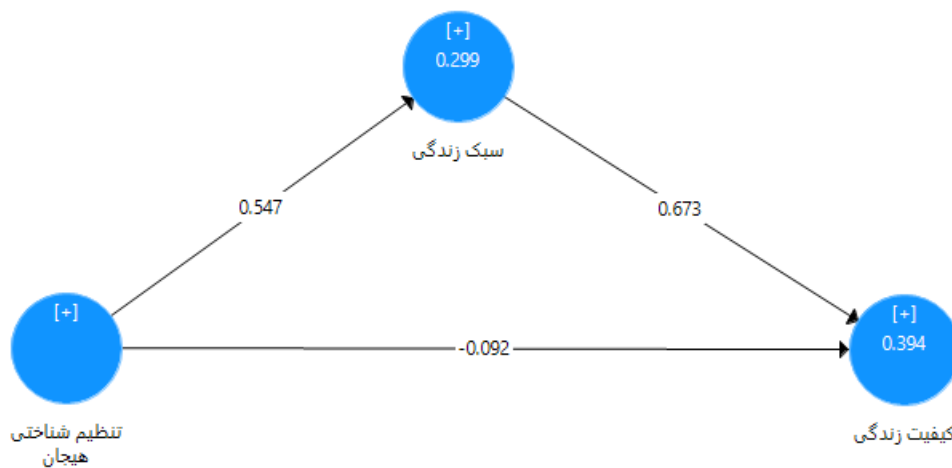 [+]
0.299
سبک زندگی
0.547
0.673
[+]
[+]
0.394
-0.092
تنظیم شناختی
هیجان
کیفیت زندگی